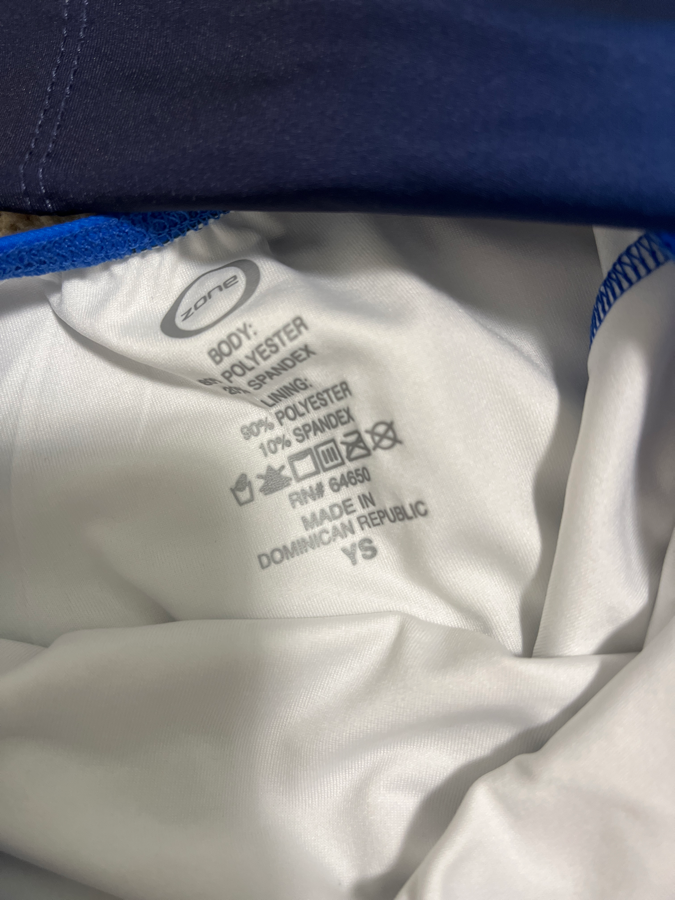 zone
BODY:
POLYESTER
SPANDEX
LINING:
90% POLYESTER
10% SPANDEX
RN# 64650
MADE IN
DOMINICAN REPUBLIC
YS